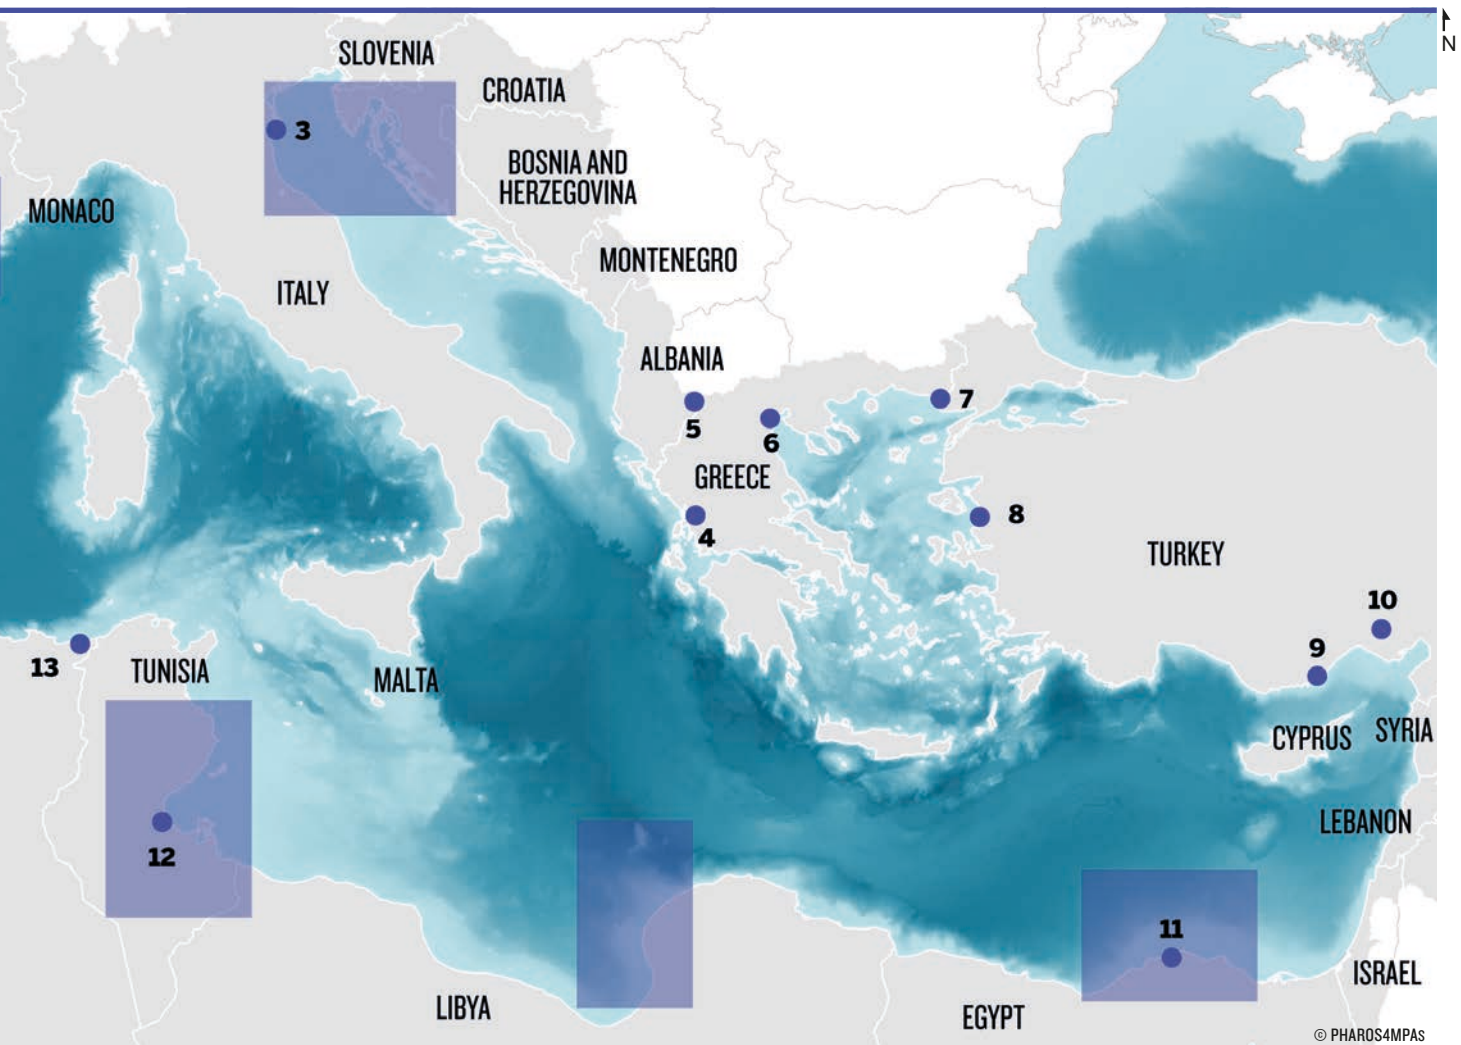 N
SLOVENIA
CROATIA
3
BOSNIA AND
HERZEGOVINA
MONACO
MONTENEGRO
ITALY
ALBANIA
7
5
6
GREECE
8
4
TURKEY
10
9
13
TUNISIA
MALTA
CYPRUS
SYRIA
LEBANON
12
11
ISRAEL
LIBYA
EGYPT
© PHAROS4MPAs